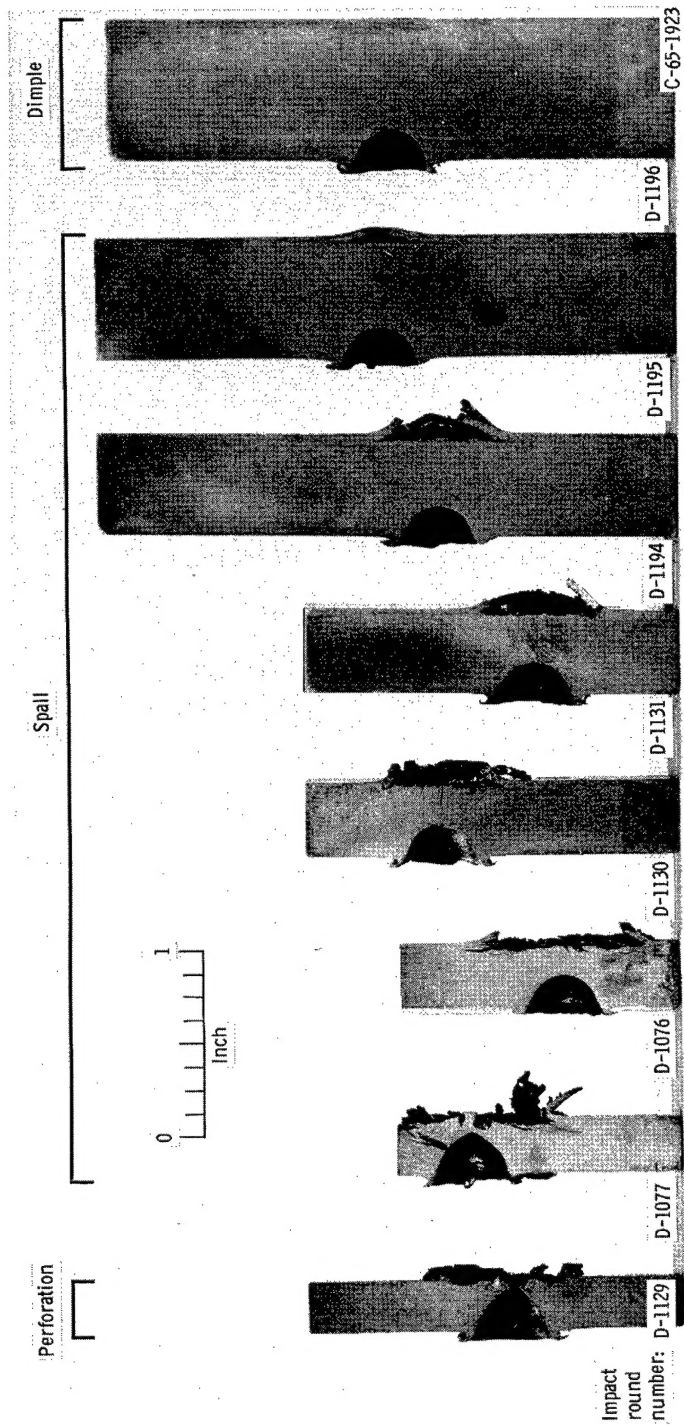 Perforation
Spall
Dimple
0
1
Inch
Impact
round
number:
D-1129
D-1077
D-1076
D-1130
D-1131
D-1194
D-1195
D-1196
C-65-1923